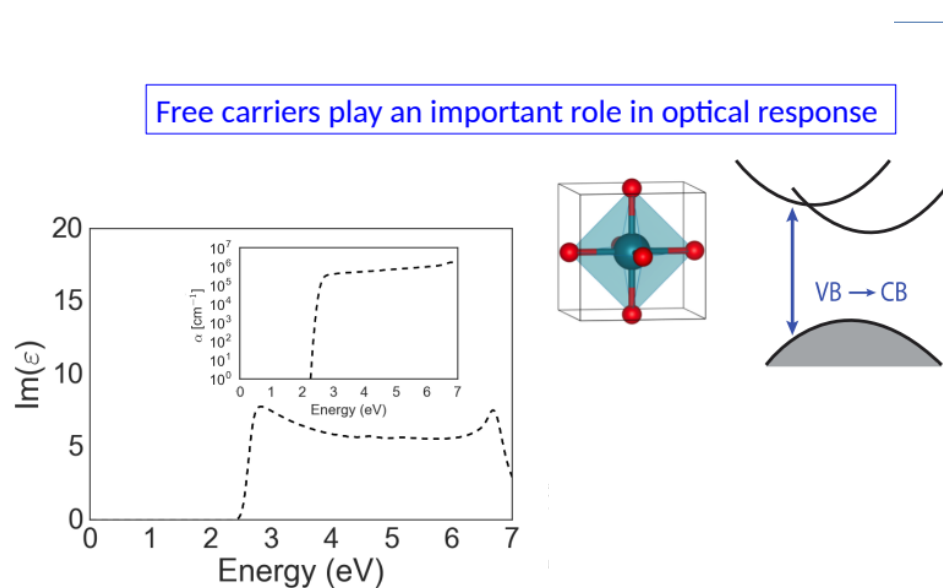 Free carriers play an important role in optical response
VB → CB
20
15
10
5
0
Im(ε)
0 1 2 3 4 5 6 7
Energy (eV)
10⁷
10⁶
10⁵
10⁴
10³
10²
10¹
10⁰
α [cm⁻¹]
0 1 2 3 4 5 6 7
Energy (eV)